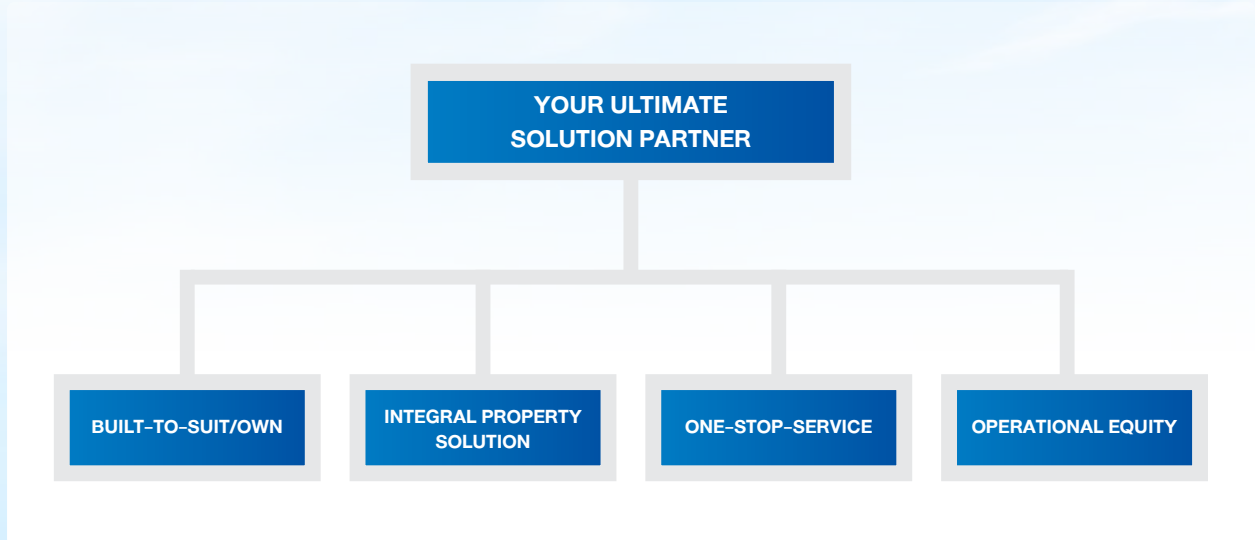 YOUR ULTIMATE
SOLUTION PARTNER
BUILT-TO-SUIT/OWN
INTEGRAL PROPERTY
SOLUTION
ONE-STOP-SERVICE
OPERATIONAL EQUITY